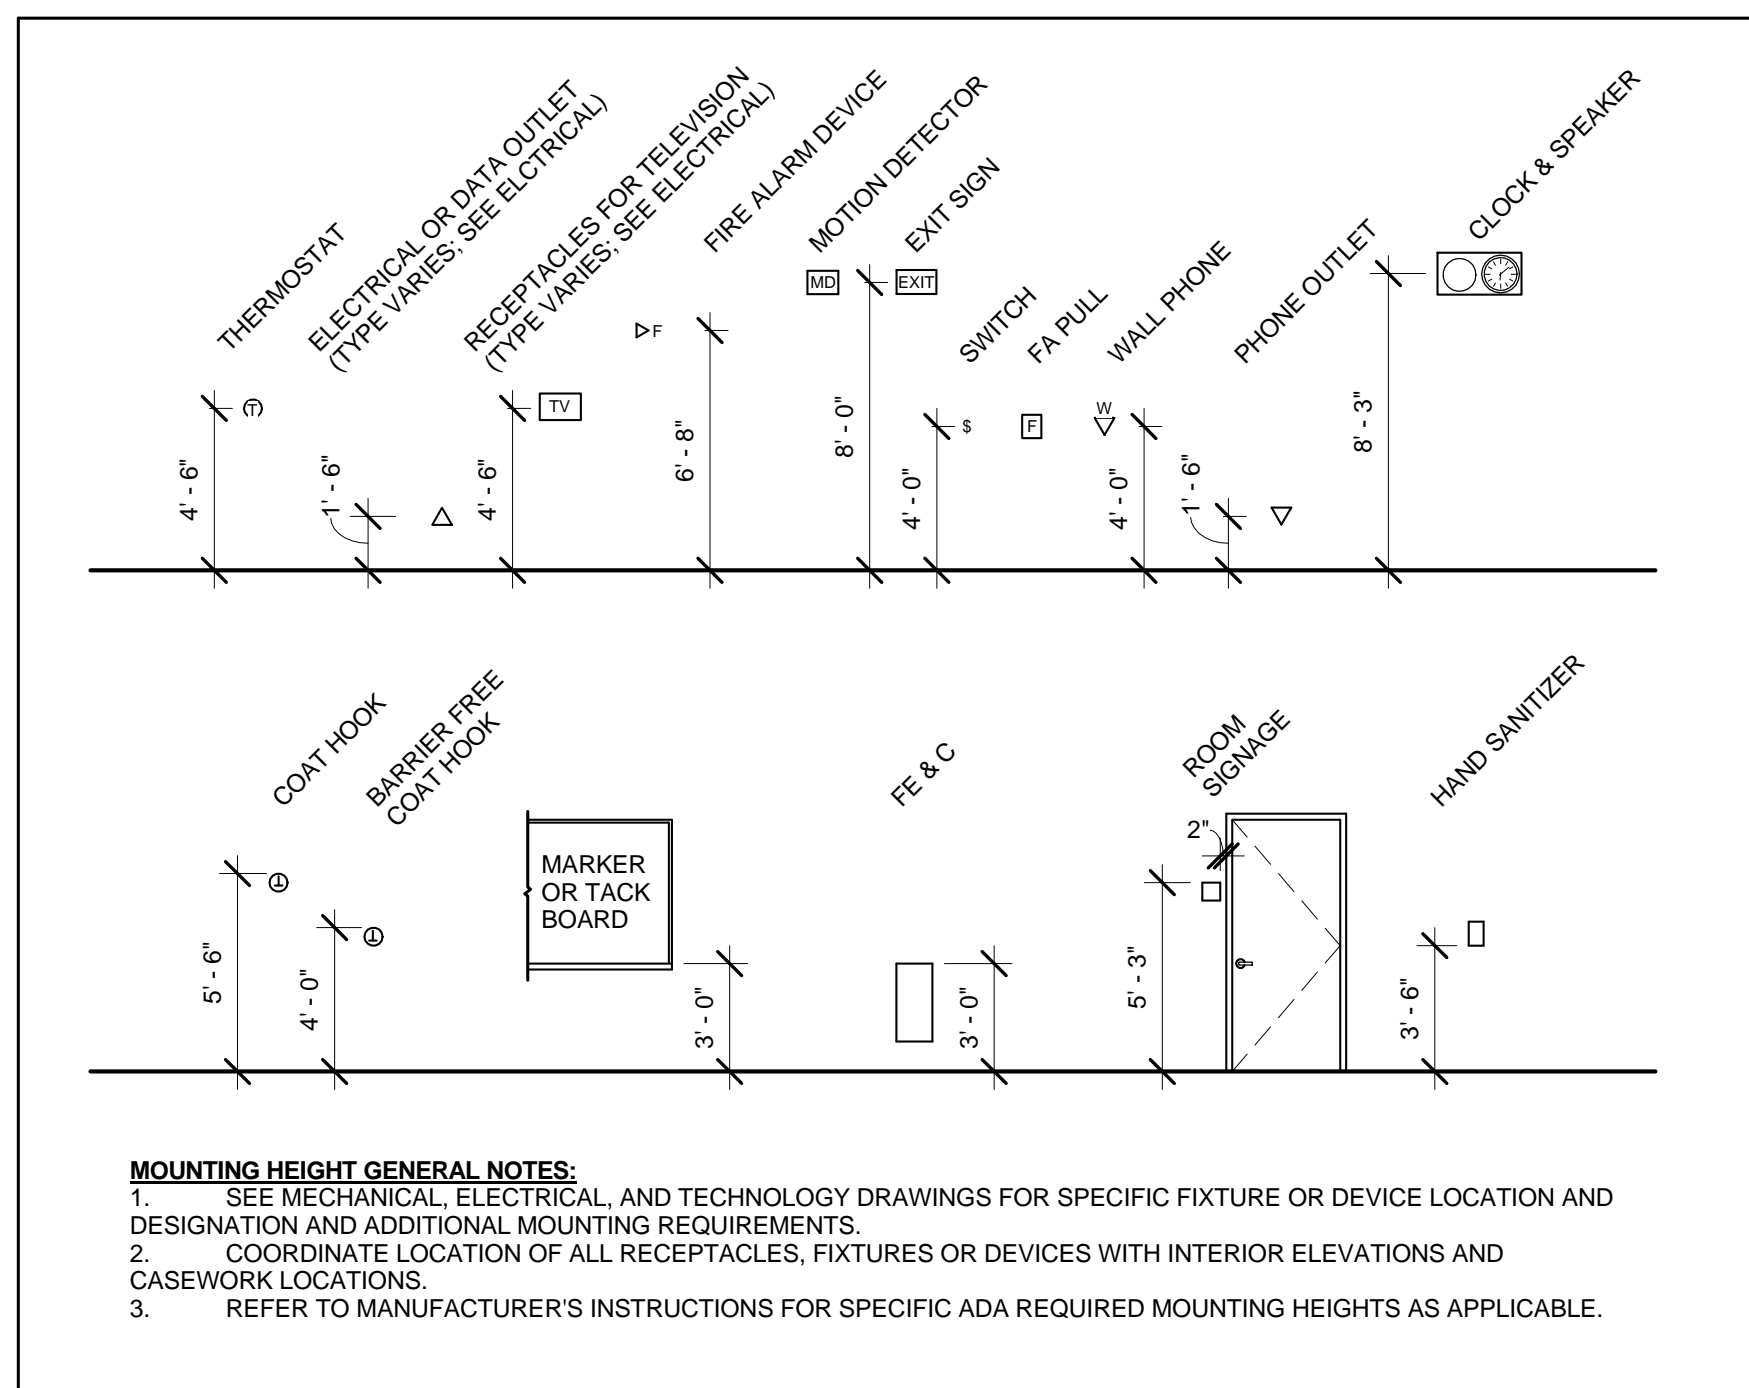 THERMOSTAT
ELECTRICAL OR DATA OUTLET
(TYPE VARIES; SEE ELCTRICAL)
RECEPTACLES FOR TELEVISION
(TYPE VARIES; SEE ELECTRICAL)
FIRE ALARM DEVICE
MOTION DETECTOR
EXIT SIGN
SWITCH
FA PULL
WALL PHONE
PHONE OUTLET
CLOCK & SPEAKER
T
TV
F
MD
EXIT
$
F
W
4' - 6"
1' - 6"
4' - 6"
6' - 8"
8' - 0"
4' - 0"
4' - 0"
1' - 6"
8' - 3"
COAT HOOK
BARRIER FREE
COAT HOOK
FE & C
ROOM
SIGNAGE
HAND SANITIZER
MARKER
OR TACK
BOARD
2"
5' - 6"
4' - 0"
3' - 0"
3' - 0"
5' - 3"
3' - 6"
MOUNTING HEIGHT GENERAL NOTES:
1. SEE MECHANICAL, ELECTRICAL, AND TECHNOLOGY DRAWINGS FOR SPECIFIC FIXTURE OR DEVICE LOCATION AND
DESIGNATION AND ADDITIONAL MOUNTING REQUIREMENTS.
2. COORDINATE LOCATION OF ALL RECEPTACLES, FIXTURES OR DEVICES WITH INTERIOR ELEVATIONS AND
CASEWORK LOCATIONS.
3. REFER TO MANUFACTURER'S INSTRUCTIONS FOR SPECIFIC ADA REQUIRED MOUNTING HEIGHTS AS APPLICABLE.